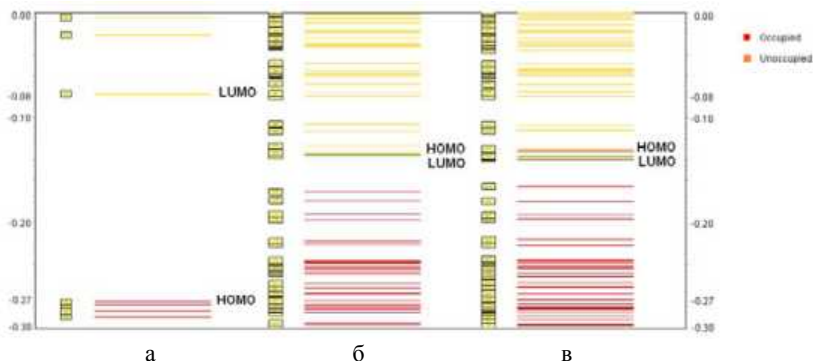 0.00
0.00
Occupied
Unoccupied
LUMO
-0.08
-0.08
-0.10
-0.10
HOMO
HOMO
LUMO
LUMO
-0.20
-0.20
-0.27
HOMO
-0.27
-0.30
-0.30
а
б
в